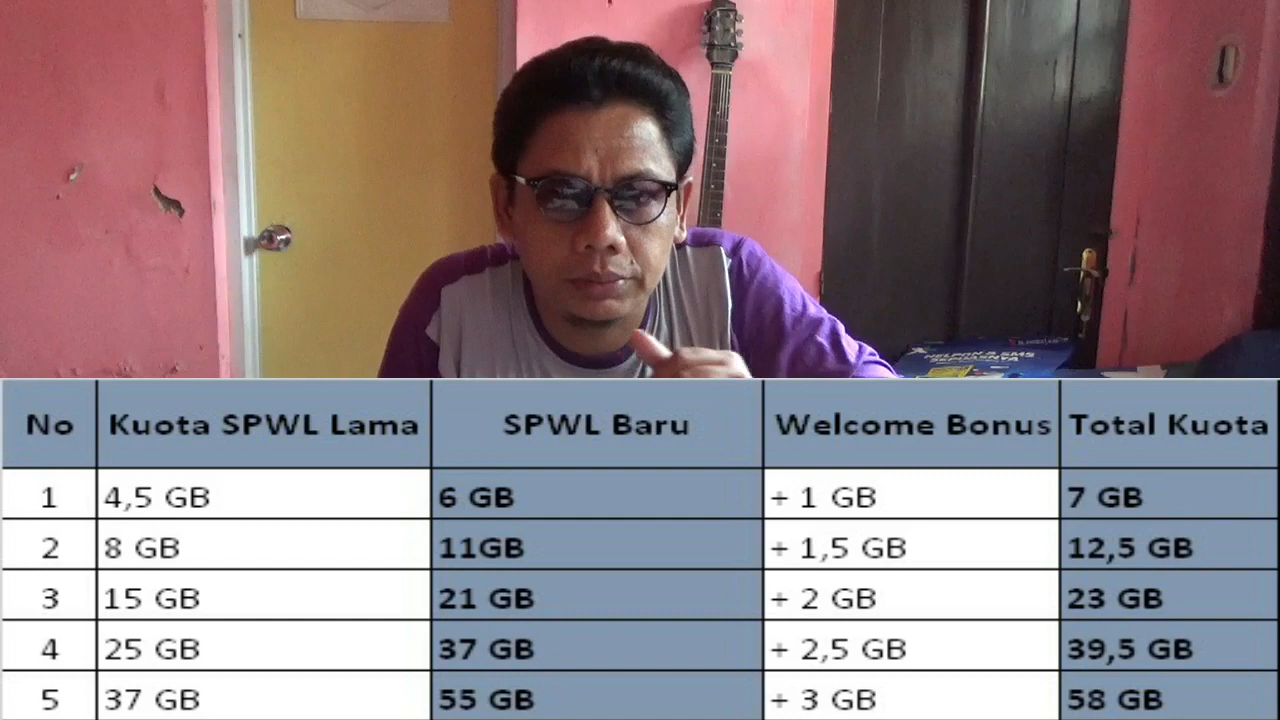 NELPON & SMS
SEPUASNYA
No Kuota SPWL Lama SPWL Baru Welcome Bonus Total Kuota
1 4,5 GB 6 GB + 1 GB 7 GB
2 8 GB 11GB + 1,5 GB 12,5 GB
3 15 GB 21 GB + 2 GB 23 GB
4 25 GB 37 GB + 2,5 GB 39,5 GB
5 37 GB 55 GB + 3 GB 58 GB